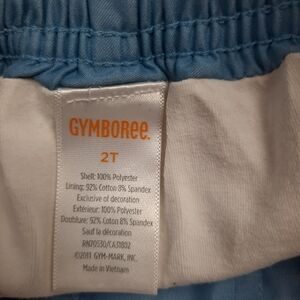 GYMBOREE.
2T
Shell: 100% Polyester
Lining: 92% Cotton 8% Spandex
Exclusive of decoration
Extérieur: 100% Polyester
Doublure: 92% Coton 8% Spandex
Sauf la décoration
RN70530/CA31802
©2011 GYM-MARK, INC.
Made in Vietnam